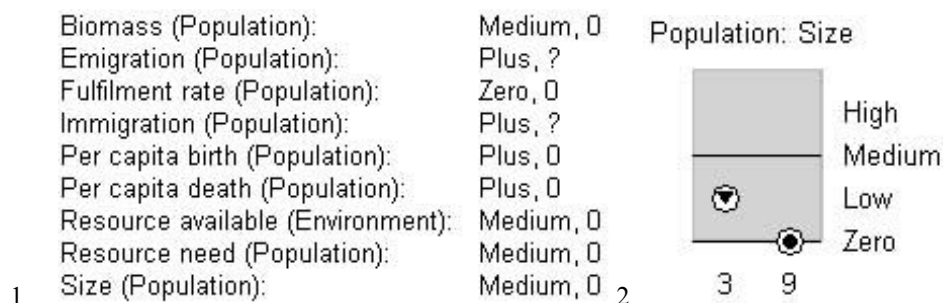 Biomass (Population): Medium, 0
Emigration (Population): Plus, ?
Fulfilment rate (Population): Zero, 0
Immigration (Population): Plus, ?
Per capita birth (Population): Plus, 0
Per capita death (Population): Plus, 0
Resource available (Environment): Medium, 0
Resource need (Population): Medium, 0
Size (Population): Medium, 0
1
Population: Size
High
Medium
Low
Zero
3 9
2